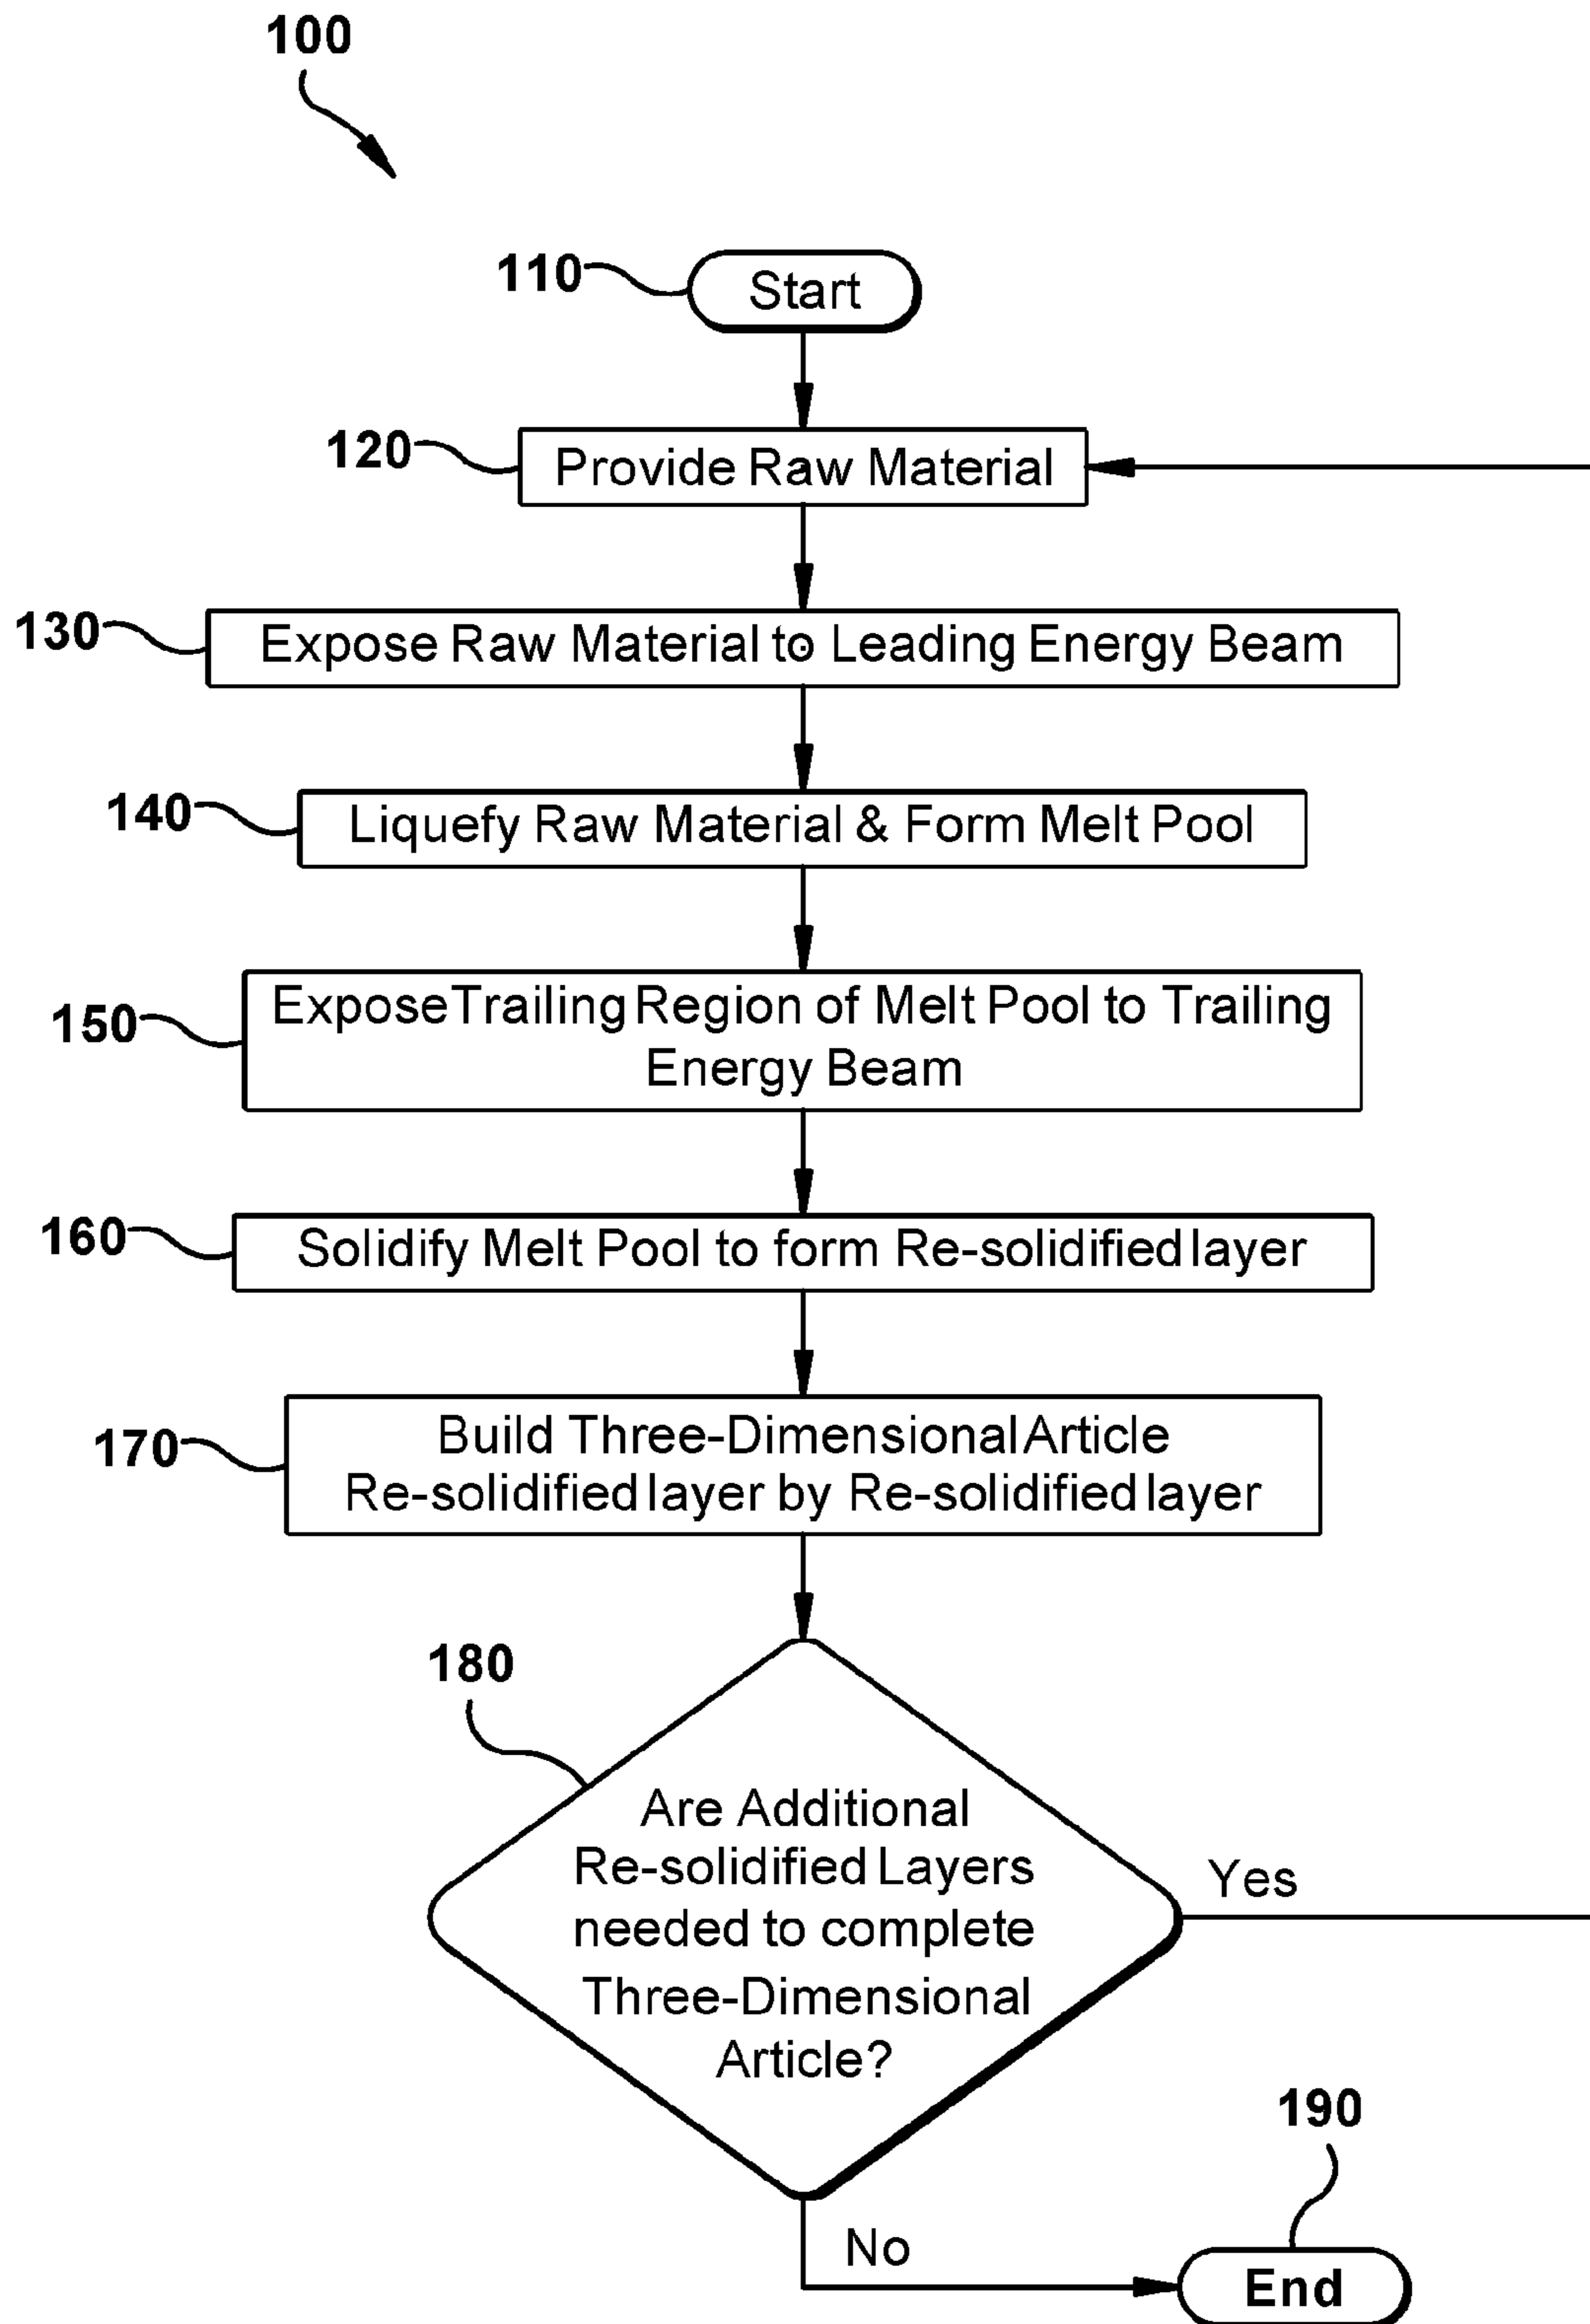 100
110
Start
120
Provide Raw Material
130
Expose Raw Material to Leading Energy Beam
140
Liquefy Raw Material & Form Melt Pool
150
Expose Trailing Region of Melt Pool to Trailing
Energy Beam
160
Solidify Melt Pool to form Re-solidified layer
170
Build Three-Dimensional Article
Re-solidified layer by Re-solidified layer
180
Are Additional
Re-solidified Layers
needed to complete
Three-Dimensional
Article?
Yes
No
190
End